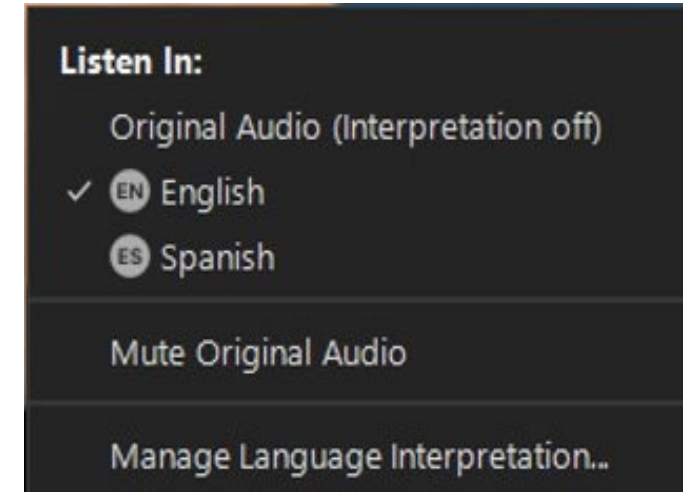 Listen In:
Original Audio (Interpretation off)
EN English
ES Spanish
Mute Original Audio
Manage Language Interpretation...